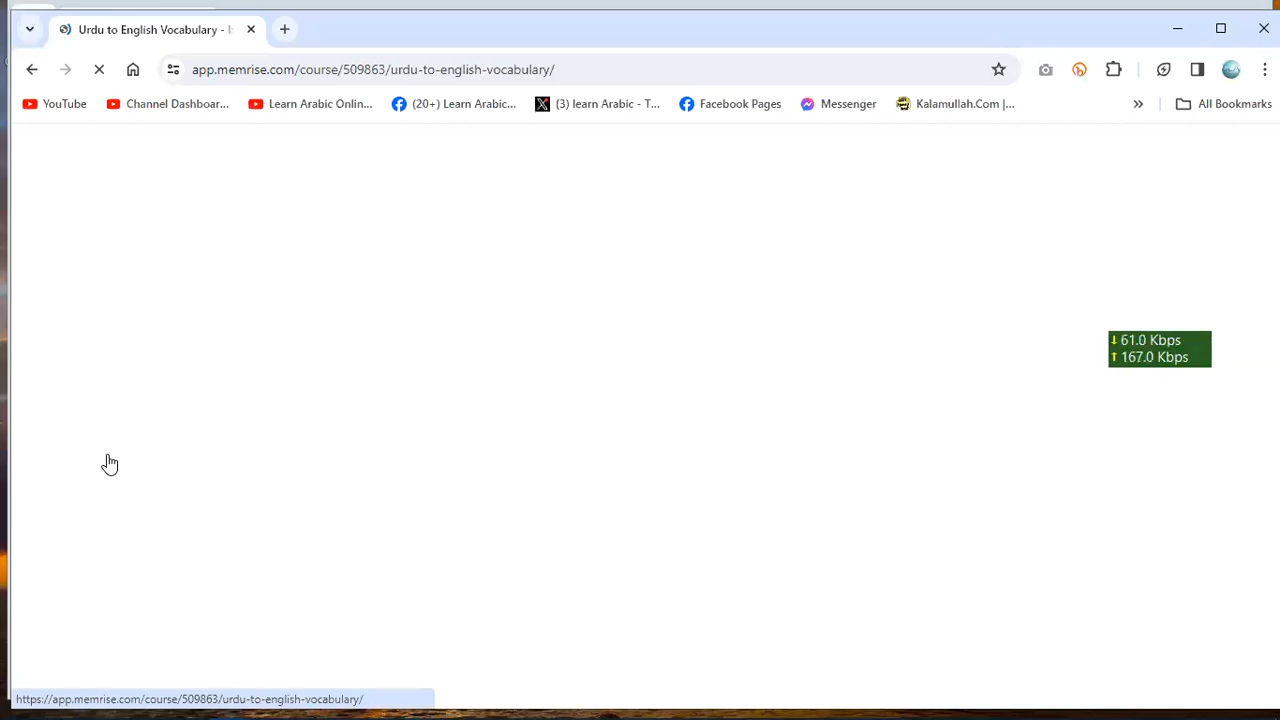 Urdu to English Vocabulary - b
app.memrise.com/course/509863/urdu-to-english-vocabulary/
YouTube
Channel Dashboar...
Learn Arabic Onlin...
(20+) Learn Arabic...
(3) learn Arabic - T...
Facebook Pages
Messenger
Kalamullah.Com |...
All Bookmarks
61.0 Kbps
167.0 Kbps
https://app.memrise.com/course/509863/urdu-to-english-vocabulary/